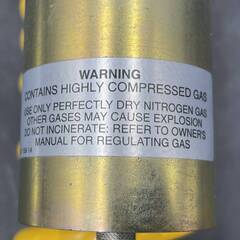 WARNING
CONTAINS HIGHLY COMPRESSED GAS
USE ONLY PERFECTLY DRY NITROGEN GAS
OTHER GASES MAY CAUSE EXPLOSION
DO NOT INCINERATE: REFER TO OWNER'S
MANUAL FOR REGULATING GAS